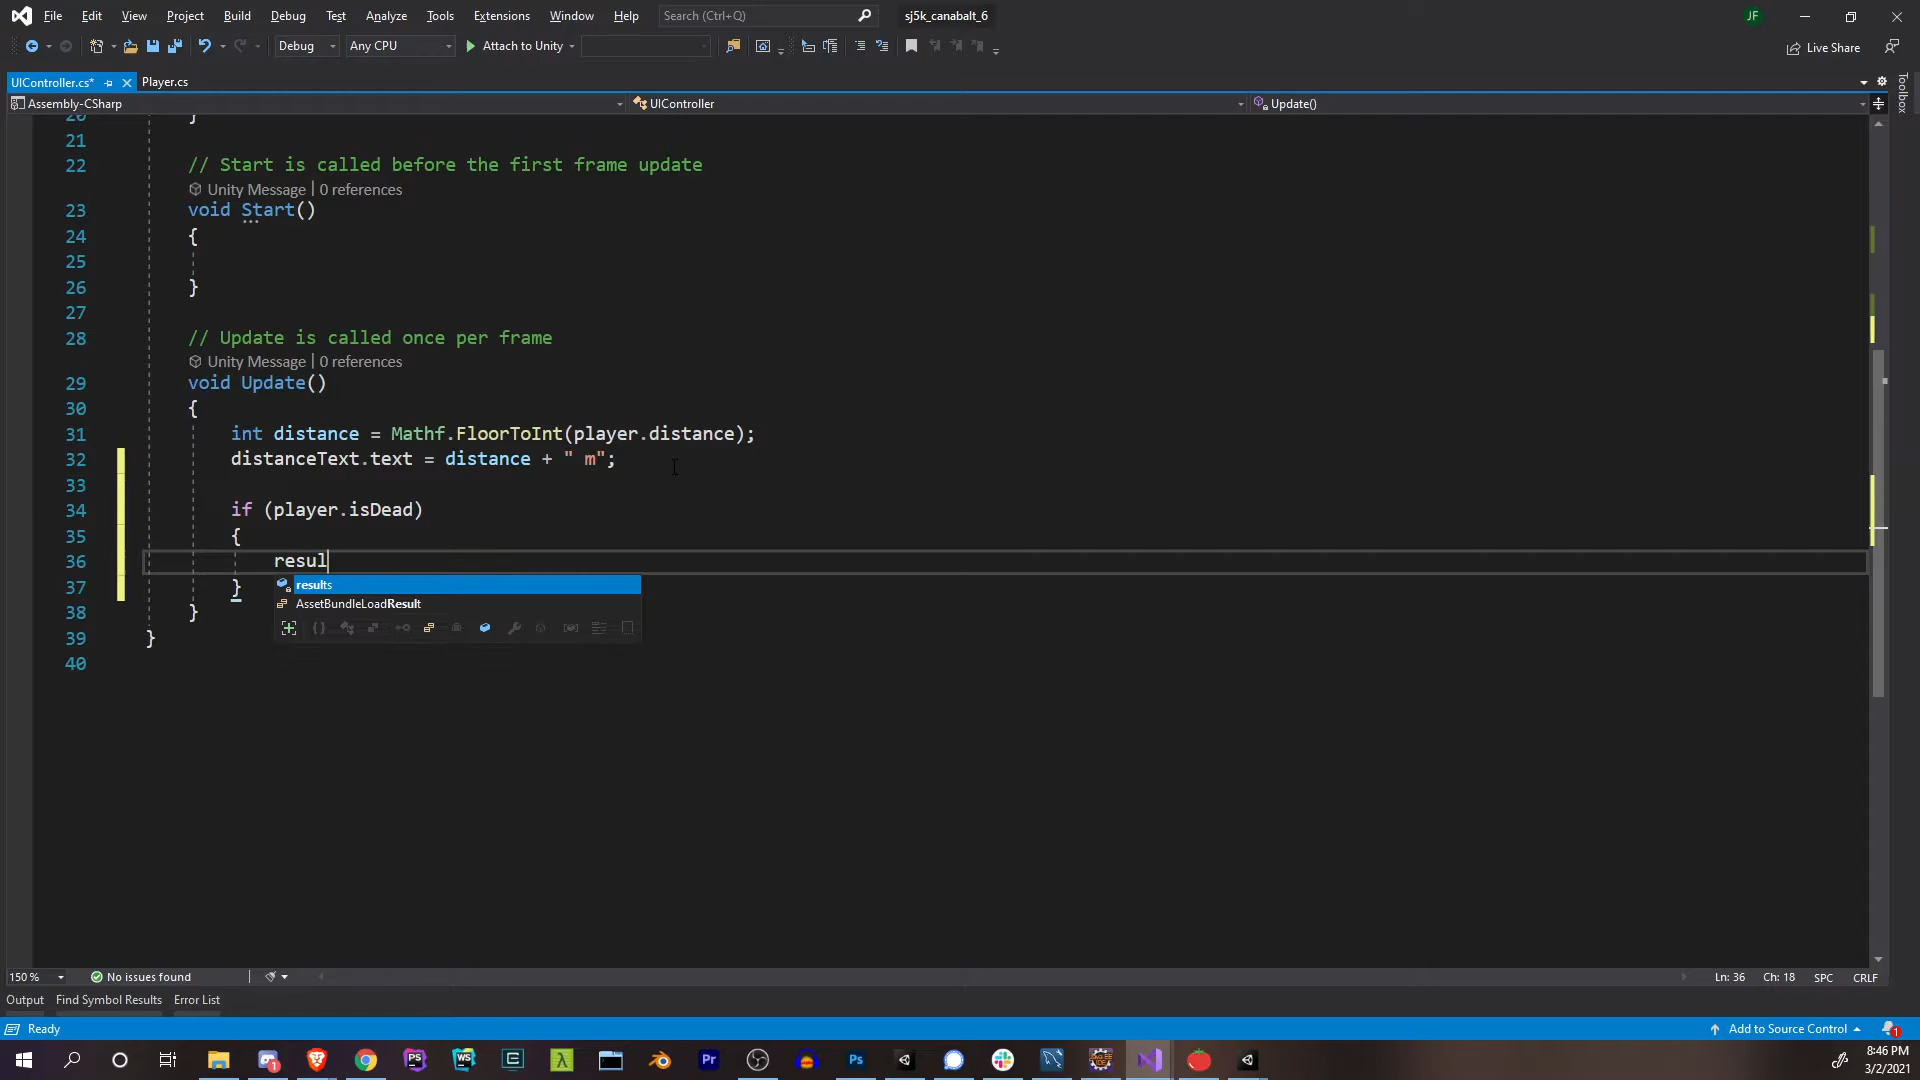 File Edit View Project Build Debug Test Analyze Tools Extensions Window Help Search (Ctrl+Q) sj5k_canabalt_6 JF
Debug Any CPU Attach to Unity Live Share
UIController.cs* Player.cs
Toolbox
Assembly-CSharp UIController Update()
20 }
21
22 // Start is called before the first frame update
Unity Message | 0 references
23 void Start()
24 {
25
26 }
27
28 // Update is called once per frame
Unity Message | 0 references
29 void Update()
30 {
31 int distance = Mathf.FloorToInt(player.distance);
32 distanceText.text = distance + " m";
33
34 if (player.isDead)
35 {
36 resul
results
37 }
AssetBundleLoadResult
38 }
39 }
40
150 % No issues found Ln: 36 Ch: 18 SPC CRLF
Output Find Symbol Results Error List
Ready Add to Source Control 1
8:46 PM
3/2/2021